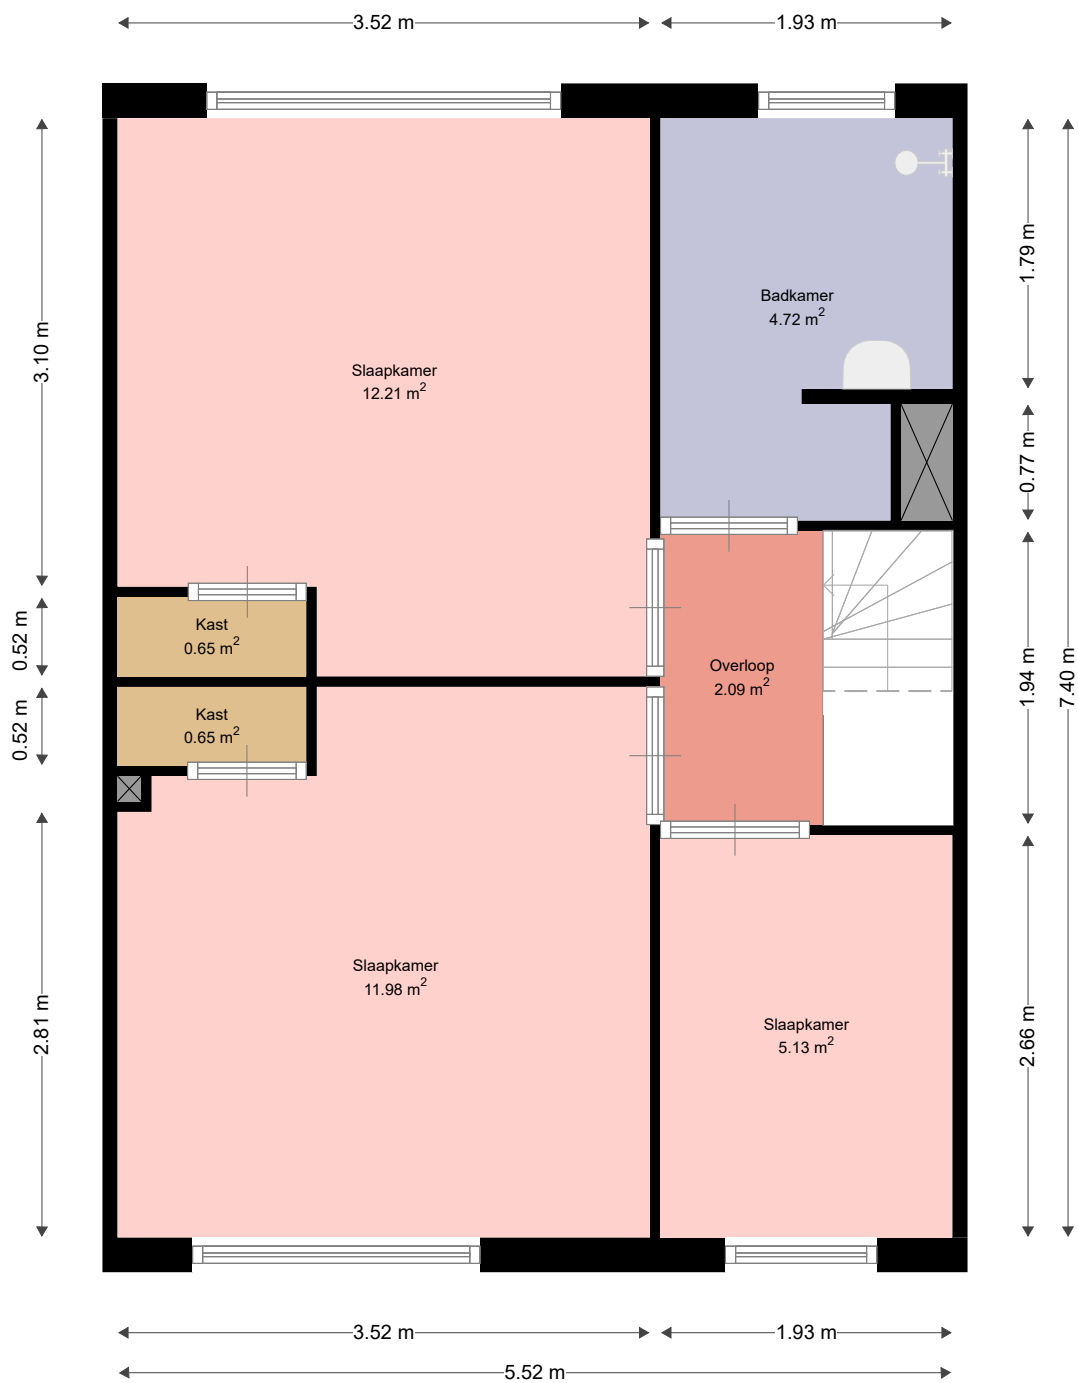 3.52 m
1.93 m
3.10 m
0.52 m
0.52 m
2.81 m
Slaapkamer
12.21 m²
Badkamer
4.72 m²
Kast
0.65 m²
Kast
0.65 m²
Overloop
2.09 m²
Slaapkamer
11.98 m²
Slaapkamer
5.13 m²
1.79 m
0.77 m
1.94 m
2.66 m
7.40 m
3.52 m
1.93 m
5.52 m